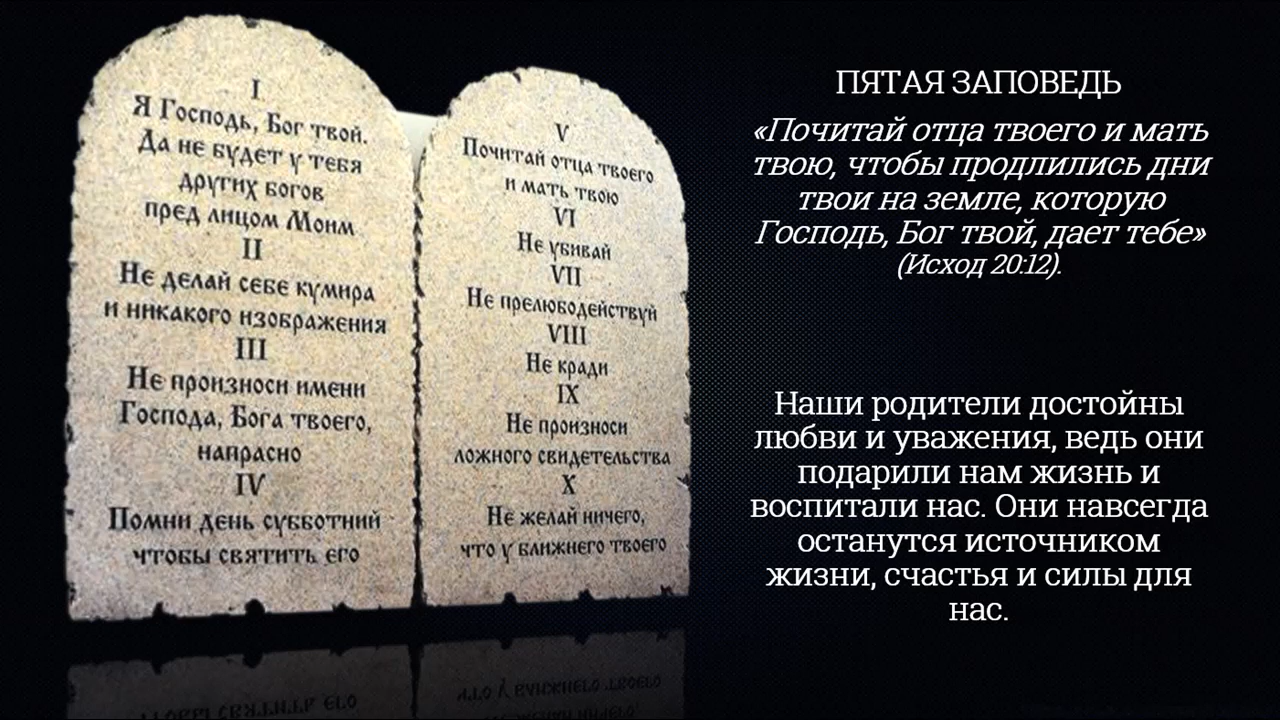 I
Я Господь, Бог твой.
Да не будет у тебя
других богов
пред лицом Моим
II
Не делай себе кумира
и никакого изображения
III
Не произноси имени
Господа, Бога твоего,
напрасно
IV
Помни день субботний
чтобы святить его
V
Почитай отца твоего
и мать твою
VI
Не убивай
VII
Не прелюбодействуй
VIII
Не кради
IX
Не произноси
ложного свидетельства
X
Не желай ничего,
что у ближнего твоего
ПЯТАЯ ЗАПОВЕДЬ
«Почитай отца твоего и мать
твою, чтобы продлились дни
твои на земле, которую
Господь, Бог твой, дает тебе»
(Исход 20:12).
Наши родители достойны
любви и уважения, ведь они
подарили нам жизнь и
воспитали нас. Они навсегда
останутся источником
жизни, счастья и силы для
нас.